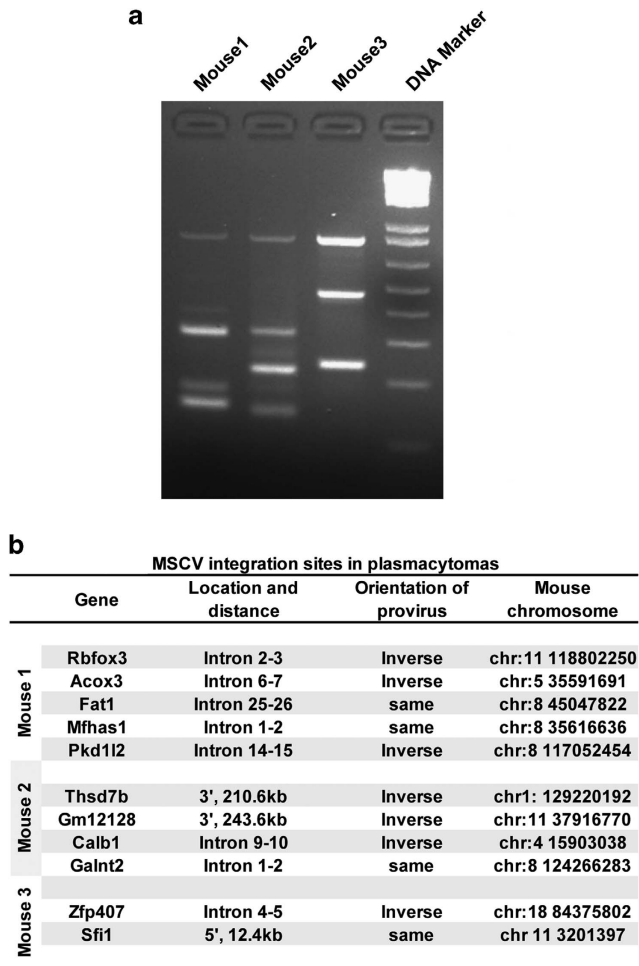 a
Mouse1 Mouse2 Mouse3 DNA Marker
b
MSCV integration sites in plasmacytomas
Gene Location and distance Orientation of provirus Mouse chromosome
Mouse 1
Rbfox3 Intron 2-3 Inverse chr:11 118802250
Acox3 Intron 6-7 Inverse chr:5 35591691
Fat1 Intron 25-26 same chr:8 45047822
Mfhas1 Intron 1-2 same chr:8 35616636
Pkd1l2 Intron 14-15 Inverse chr:8 117052454
Mouse 2
Thsd7b 3', 210.6kb Inverse chr1: 129220192
Gm12128 3', 243.6kb Inverse chr:11 37916770
Calb1 Intron 9-10 Inverse chr:4 15903038
Galnt2 Intron 1-2 same chr:8 124266283
Mouse 3
Zfp407 Intron 4-5 Inverse chr:18 84375802
Sfi1 5', 12.4kb same chr 11 3201397